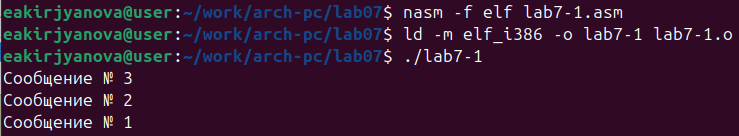 eakirjyanova@user:~/work/arch-pc/lab07$ nasm -f elf lab7-1.asm
eakirjyanova@user:~/work/arch-pc/lab07$ ld -m elf_i386 -o lab7-1 lab7-1.o
eakirjyanova@user:~/work/arch-pc/lab07$ ./lab7-1
Сообщение № 3
Сообщение № 2
Сообщение № 1